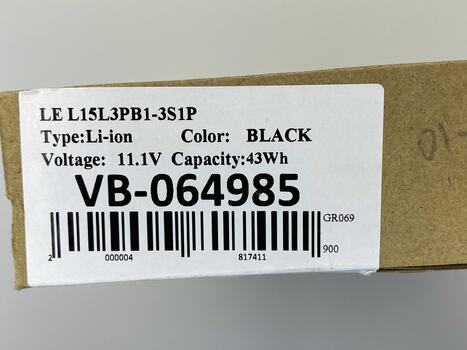 LE L15L3PB1-3S1P
Type:Li-ion Color: BLACK
Voltage: 11.1V Capacity:43Wh
VB-064985
GR069
900
2 000004 817411
01-